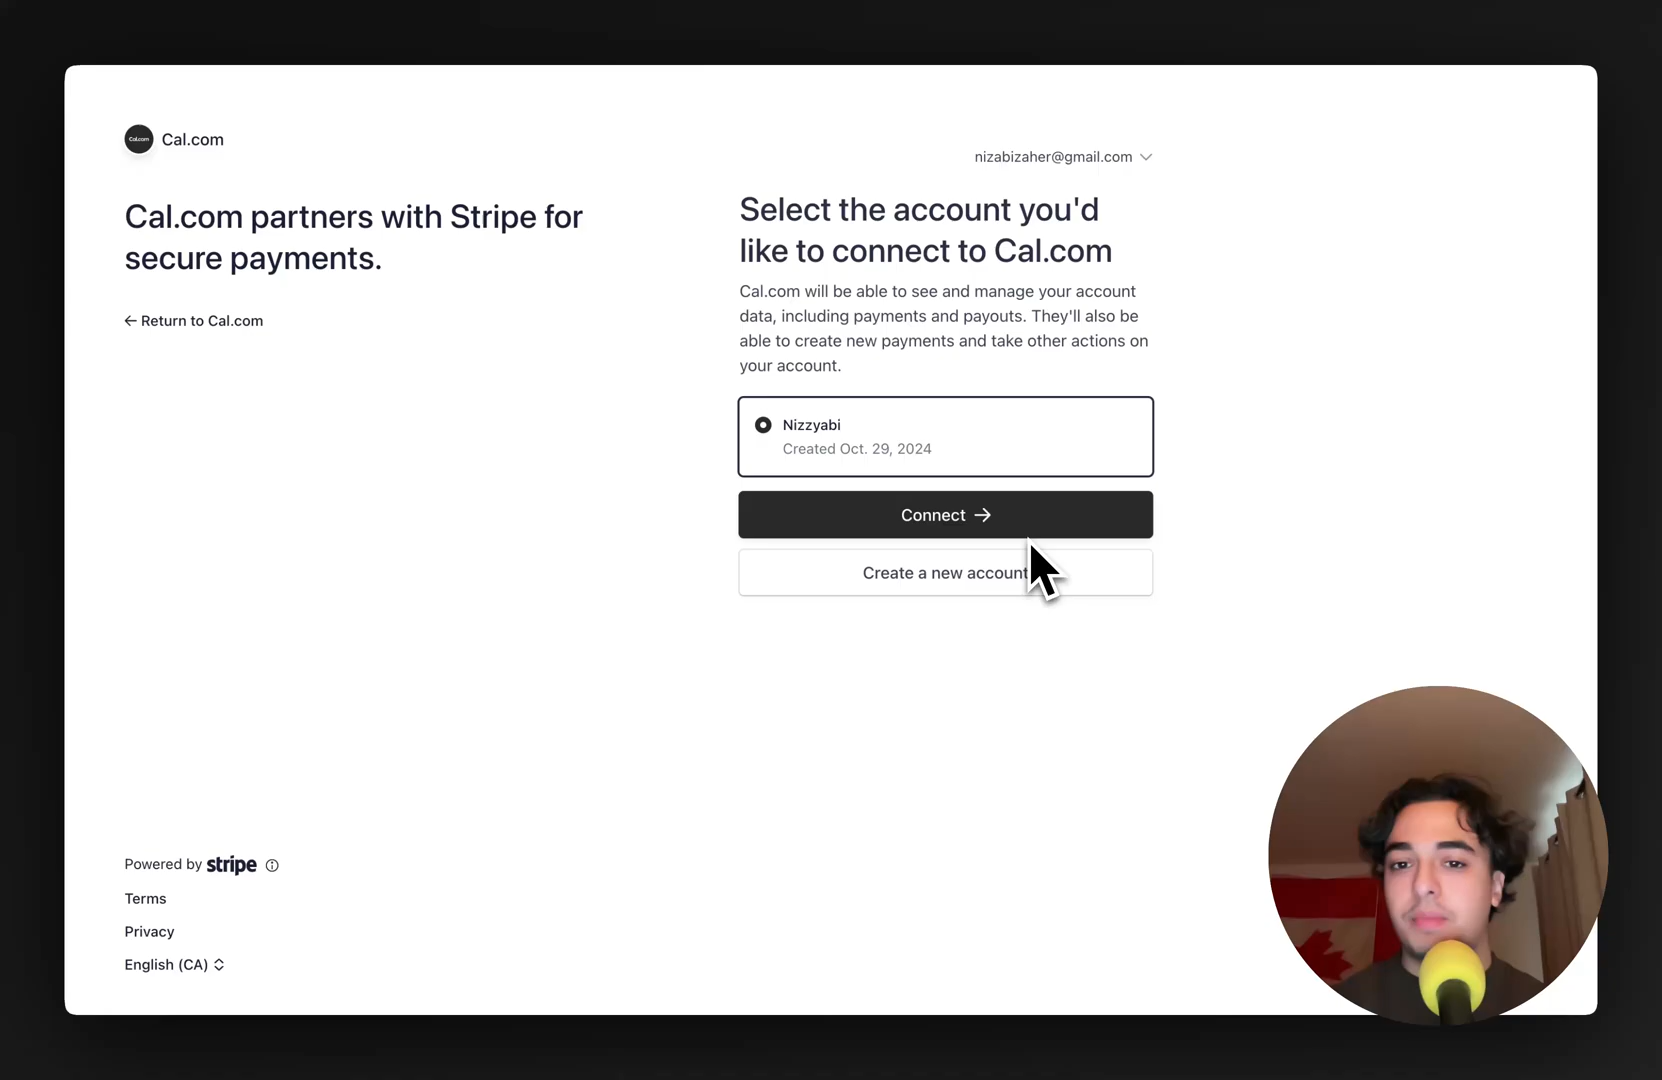 Cal.com
Cal.com
Cal.com partners with Stripe for
secure payments.
Return to Cal.com
nizabizaher@gmail.com
Select the account you'd
like to connect to Cal.com
Cal.com will be able to see and manage your account
data, including payments and payouts. They'll also be
able to create new payments and take other actions on
your account.
Nizzyabi
Created Oct. 29, 2024
Connect
Create a new account
Powered by stripe
Terms
Privacy
English (CA)